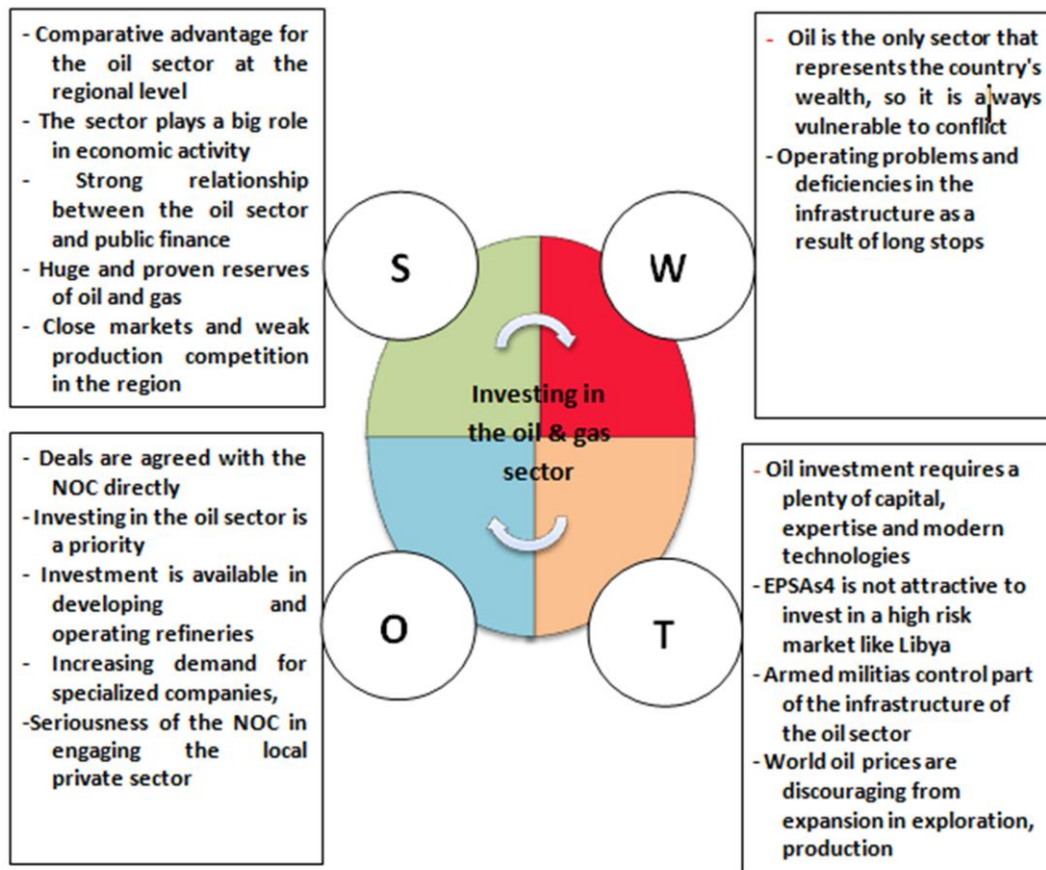 - Comparative advantage for
the oil sector at the
regional level
- The sector plays a big role
in economic activity
- Strong relationship
between the oil sector
and public finance
- Huge and proven reserves
of oil and gas
- Close markets and weak
production competition
in the region
- Oil is the only sector that
represents the country's
wealth, so it is always
vulnerable to conflict
- Operating problems and
deficiencies in the
infrastructure as a
result of long stops
S
W
Investing in
the oil & gas
sector
O
T
- Deals are agreed with the
NOC directly
-Investing in the oil sector is
a priority
- Investment is available in
developing and
operating refineries
- Increasing demand for
specialized companies,
-Seriousness of the NOC in
engaging the local
private sector
- Oil investment requires a
plenty of capital,
expertise and modern
technologies
- EPSAs4 is not attractive to
invest in a high risk
market like Libya
- Armed militias control part
of the infrastructure of
the oil sector
- World oil prices are
discouraging from
expansion in exploration,
production